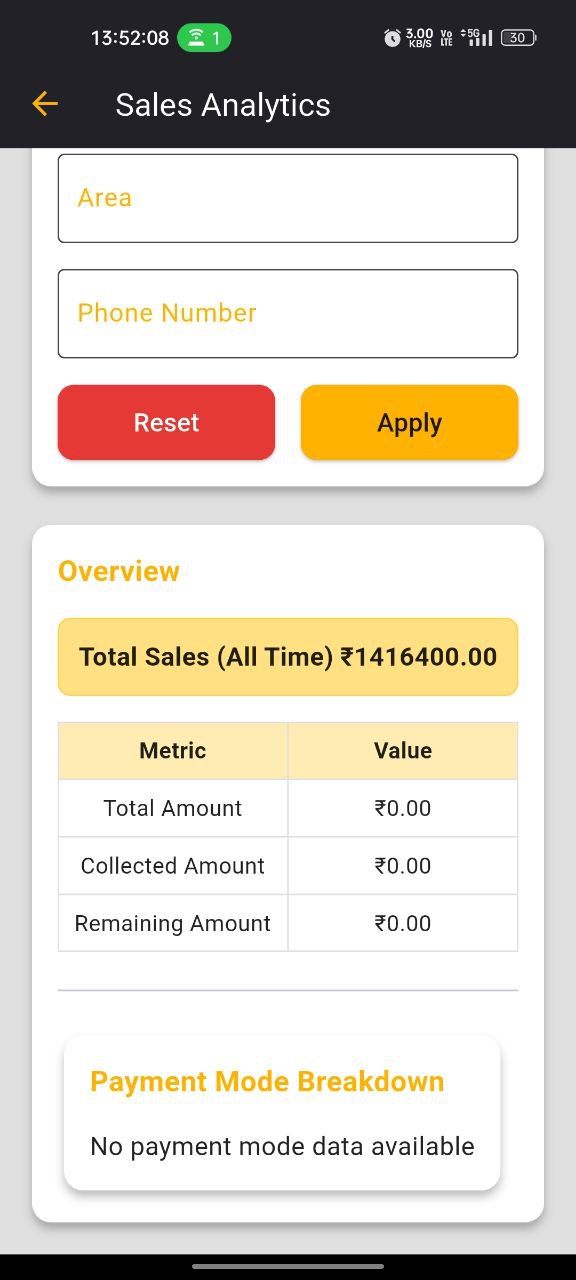 13:52:08 1 3.00 KB/S Vo LTE 5G 30
Sales Analytics
Area
Phone Number
Reset Apply
Overview
Total Sales (All Time) ₹1416400.00
Metric Value
Total Amount ₹0.00
Collected Amount ₹0.00
Remaining Amount ₹0.00
Payment Mode Breakdown
No payment mode data available